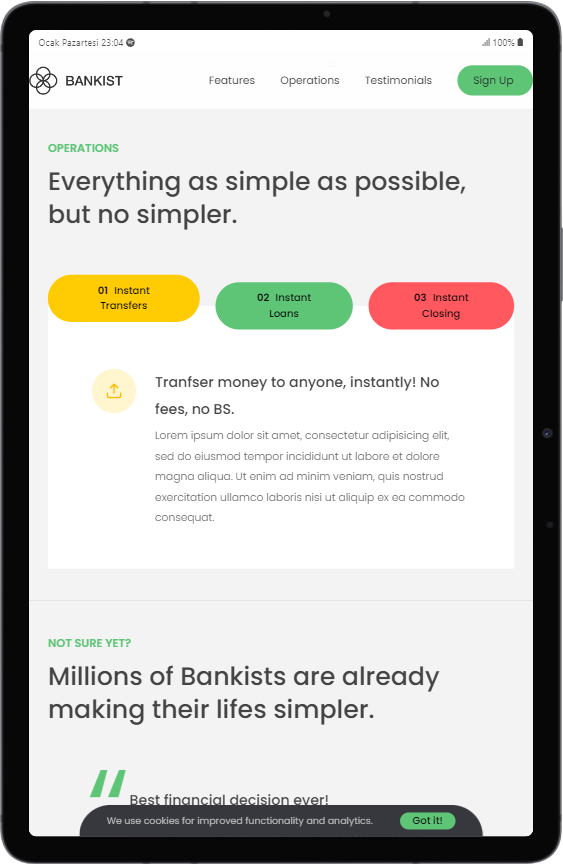 Ocak Pazartesi 23:04
100%
BANKIST
Features
Operations
Testimonials
Sign Up
OPERATIONS
Everything as simple as possible,
but no simpler.
01 Instant
Transfers
02 Instant
Loans
03 Instant
Closing
Tranfser money to anyone, instantly! No
fees, no BS.
Lorem ipsum dolor sit amet, consectetur adipisicing elit,
sed do eiusmod tempor incididunt ut labore et dolore
magna aliqua. Ut enim ad minim veniam, quis nostrud
exercitation ullamco laboris nisi ut aliquip ex ea commodo
consequat.
NOT SURE YET?
Millions of Bankists are already
making their lifes simpler.
Best financial decision ever!
We use cookies for improved functionality and analytics.
Got it!